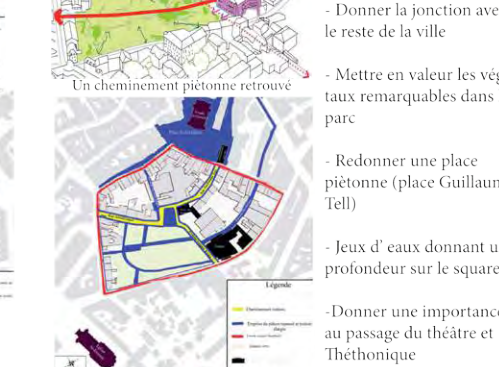 Un cheminement piétonne retrouvé
- Donner la jonction ave
le reste de la ville
- Mettre en valeur les vég
taux remarquables dans
parc
- Redonner une place
piètonne (place Guillaun
Tell)
- Jeux d' eaux donnant u
profondeur sur le square
-Donner une importance
au passage du théâtre et
Théthonique
Légende